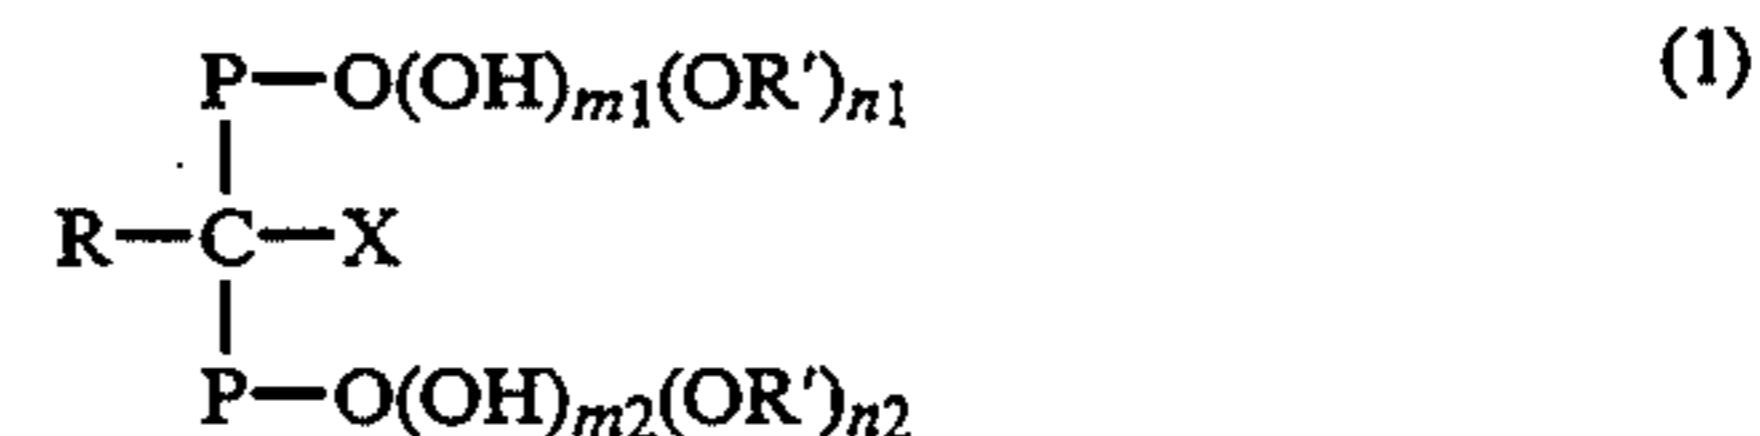 P—O(OH)m1(OR′)n1 (1)
R—C—X
P—O(OH)m2(OR′)n2